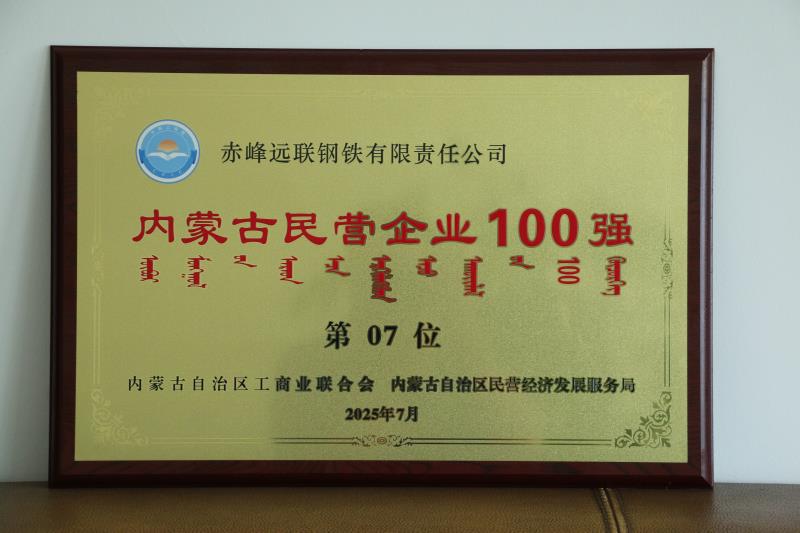 赤峰远联钢铁有限责任公司
内蒙古民营企业100强
第 07 位
内蒙古自治区工商业联合会 内蒙古自治区民营经济发展服务局
2025年7月